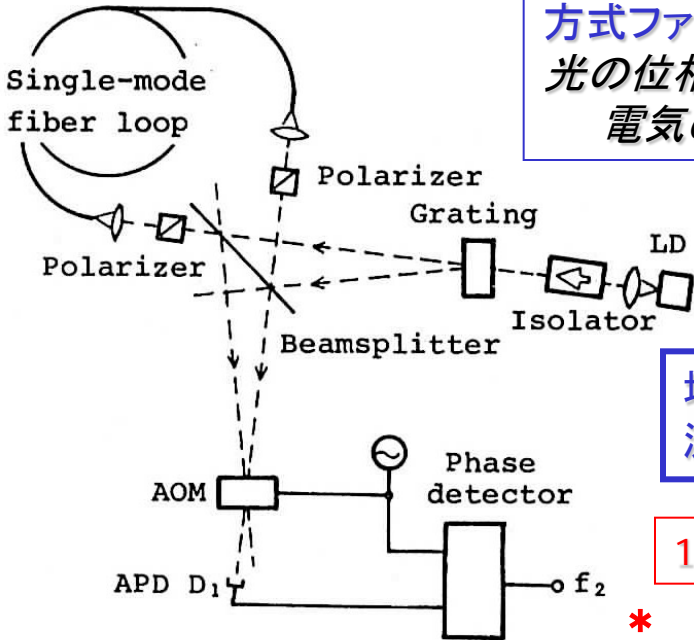 方式ファ
光の位相
電気
Single-mode
fiber loop
Polarizer
Grating
LD
Polarizer
Isolator
Beamsplitter
AOM
Phase
detector
APD D₁
f₂
1
*